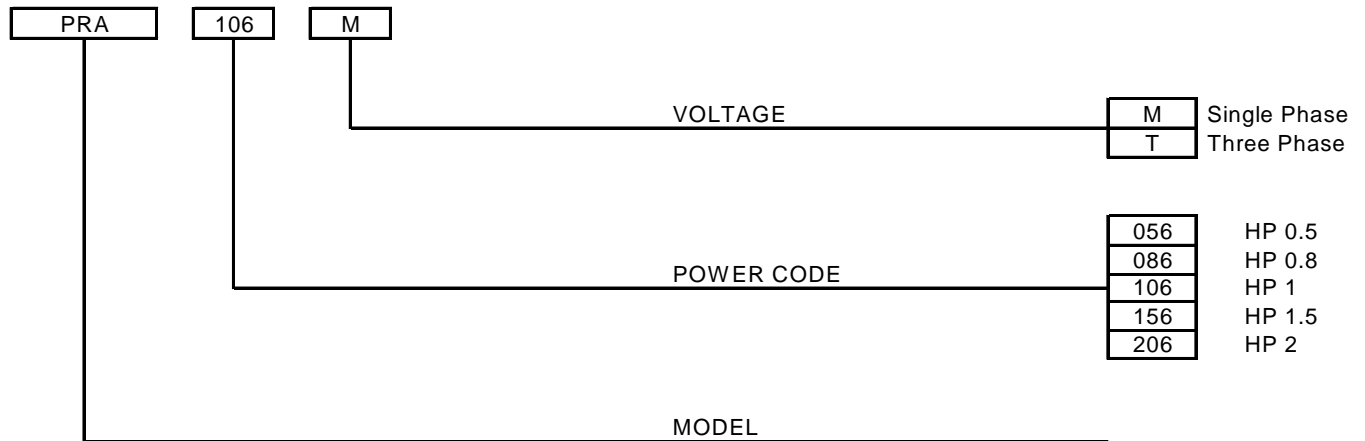 PRA 106 M
VOLTAGE M Single Phase
T Three Phase
056 HP 0.5
086 HP 0.8
POWER CODE 106 HP 1
156 HP 1.5
206 HP 2
MODEL